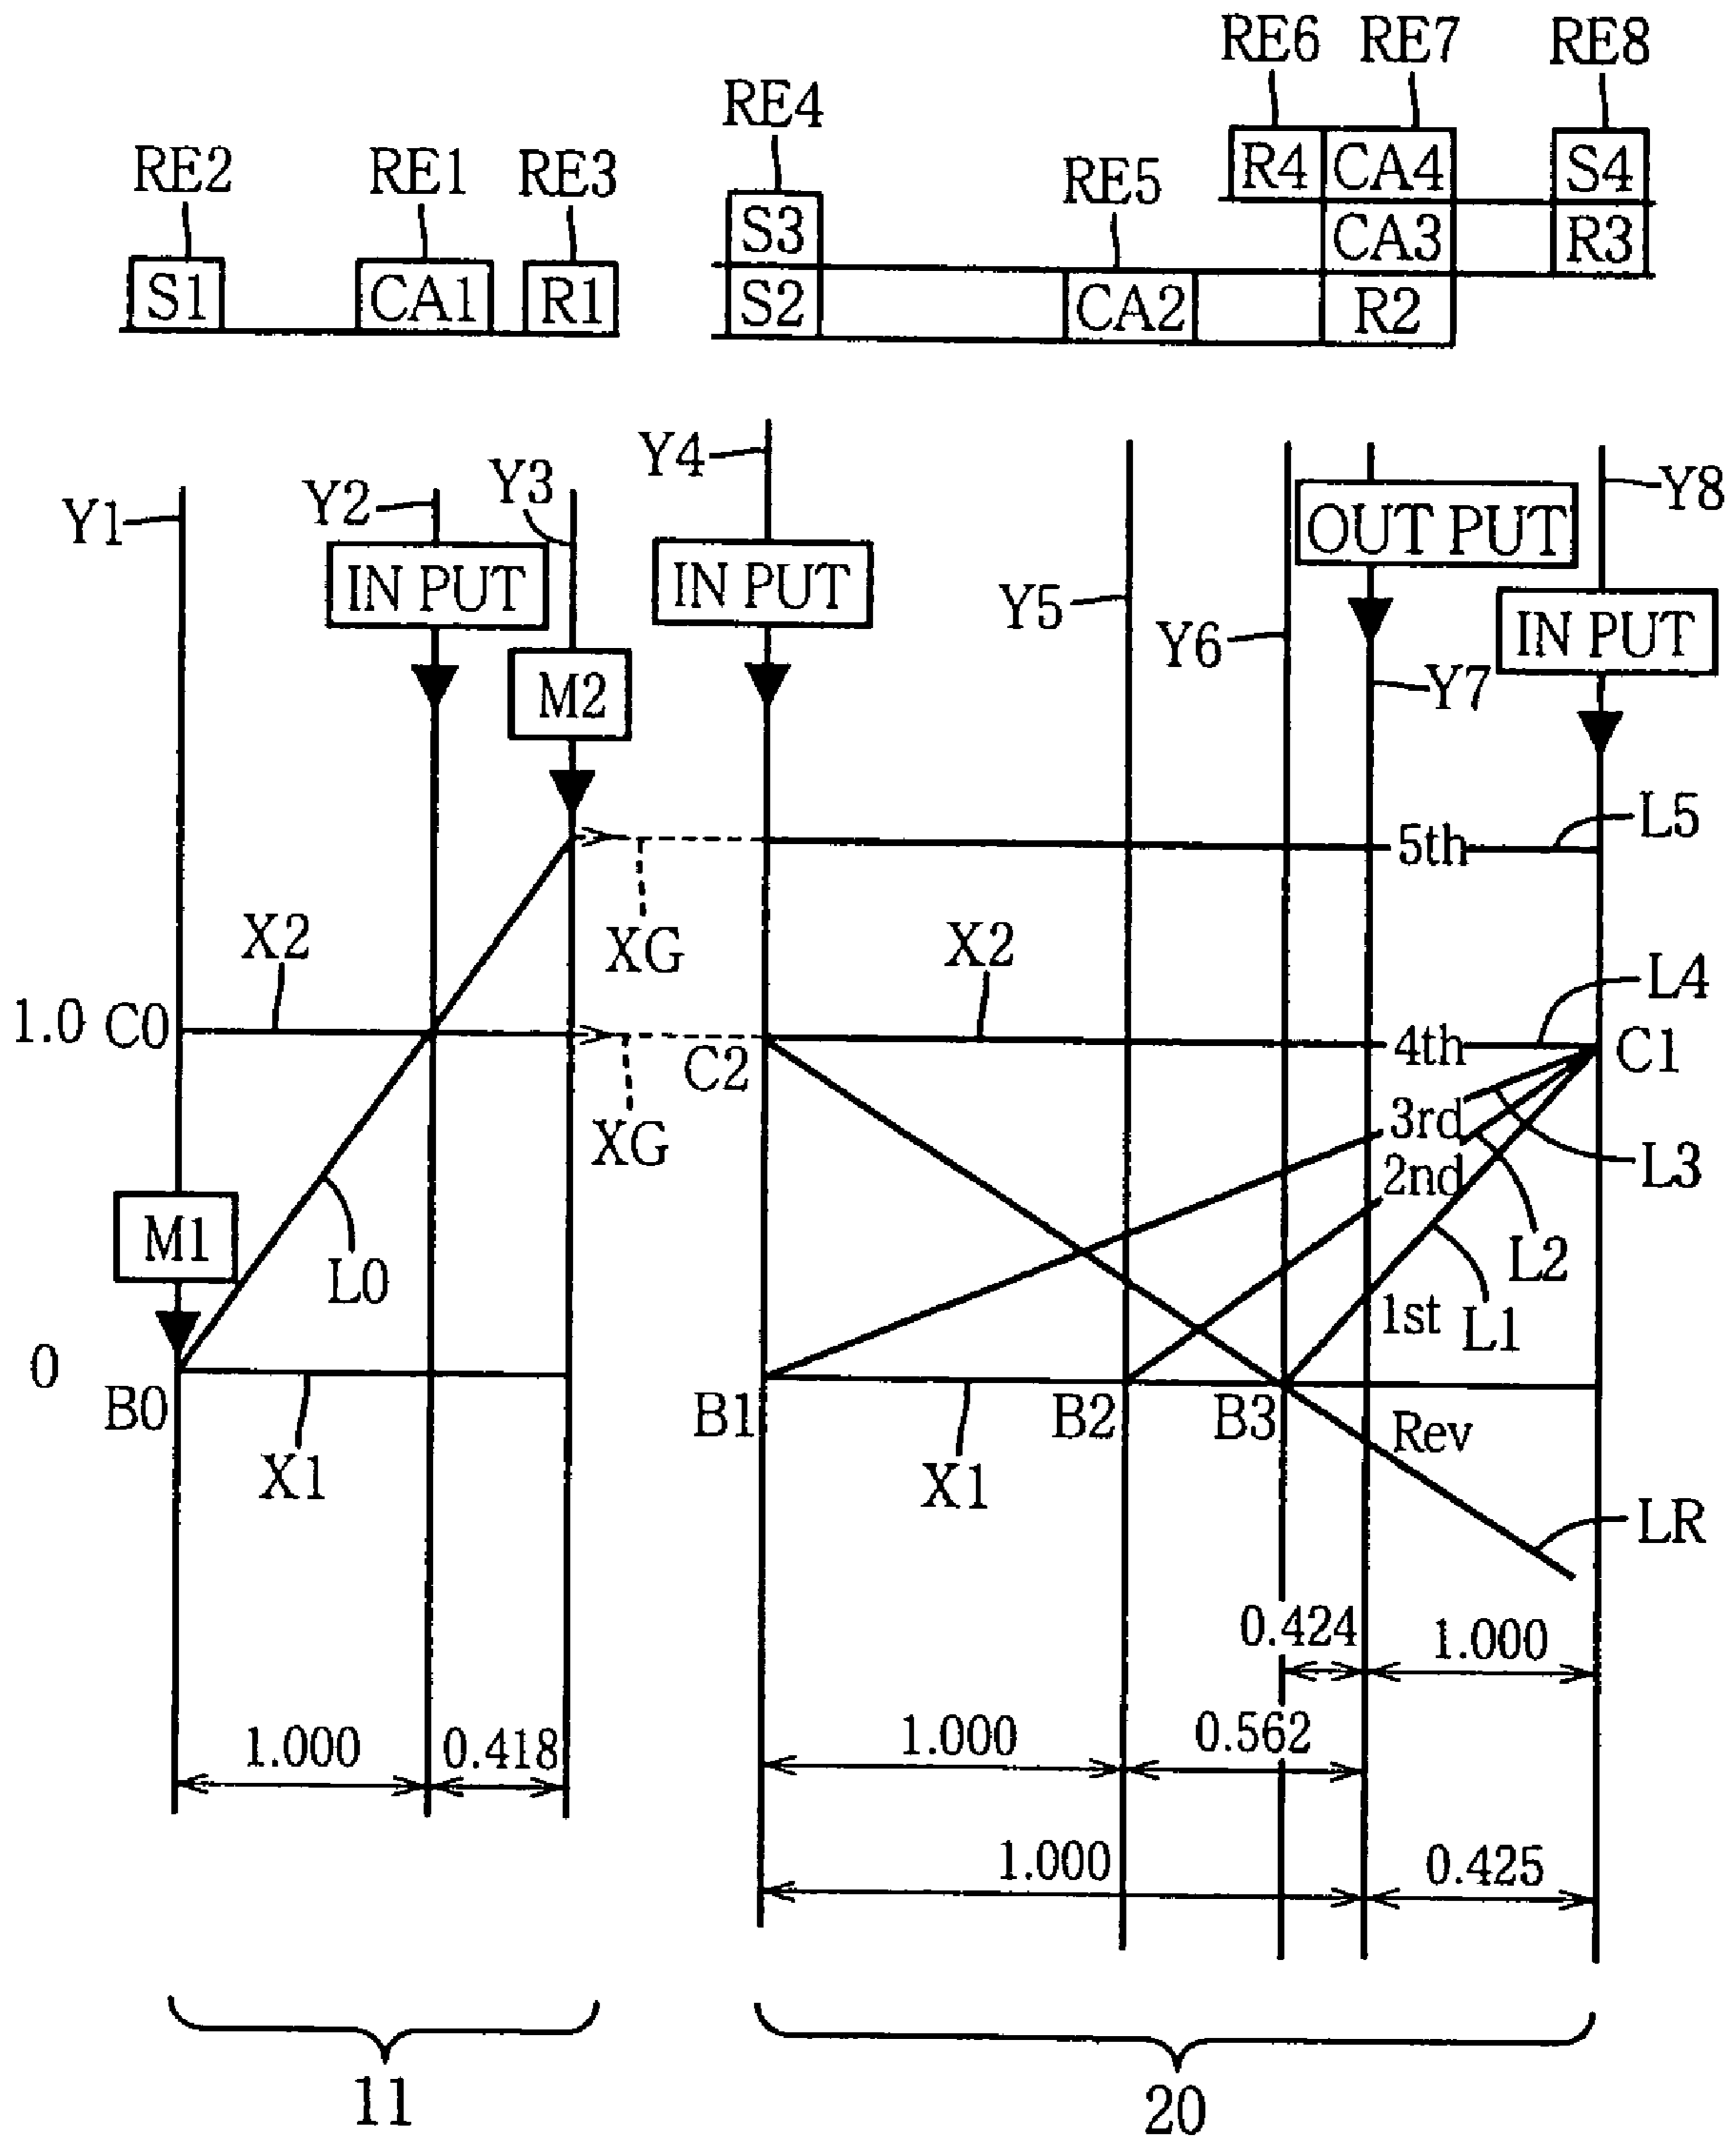 RE6 RE7 RE8
RE4
RE2 RE1 RE3 RE5
R4 CA4 S4
S3 CA3 R3
S1 CA1 R1 S2 CA2 R2
Y1 Y2 Y3 Y4 Y5 Y6 Y7 Y8
OUT PUT
IN PUT IN PUT IN PUT
M2
5th L5
XG
X2 X2 L4
1.0 C0 C2 4th C1
XG
3rd L3
2nd
M1 L0 L2
1st L1
0
B0 B1 B2 B3 Rev
X1 X1
LR
0.424 1.000
1.000 0.418 1.000 0.562
1.000 0.425
11 20